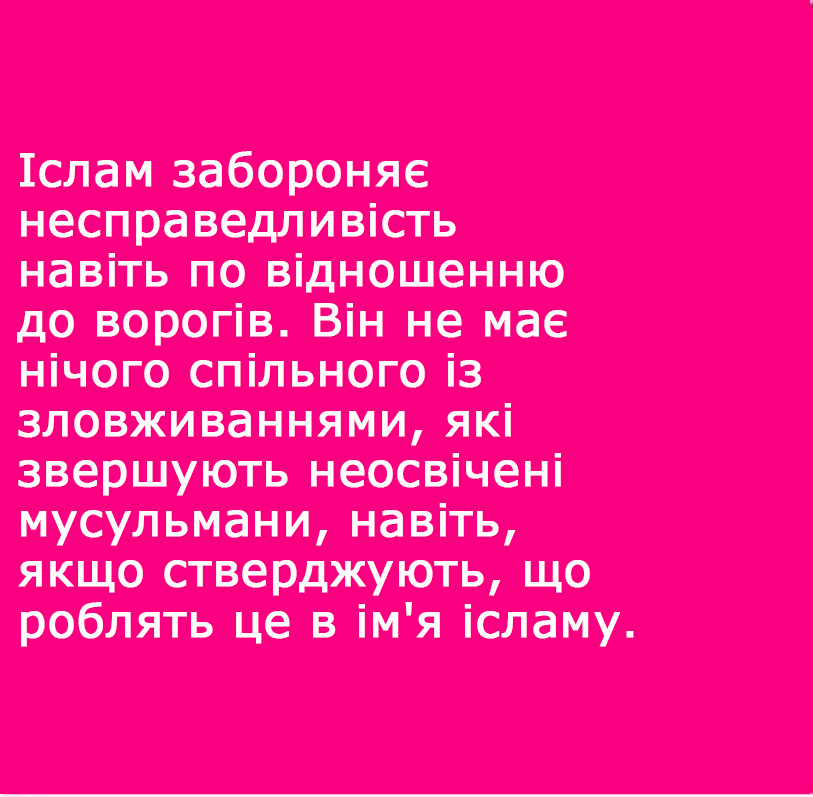 Іслам забороняє
несправедливість
навіть по відношенню
до ворогів. Він не має
нічого спільного із
зловживаннями, які
звершують неосвічені
мусульмани, навіть,
якщо стверджують, що
роблять це в ім'я ісламу.